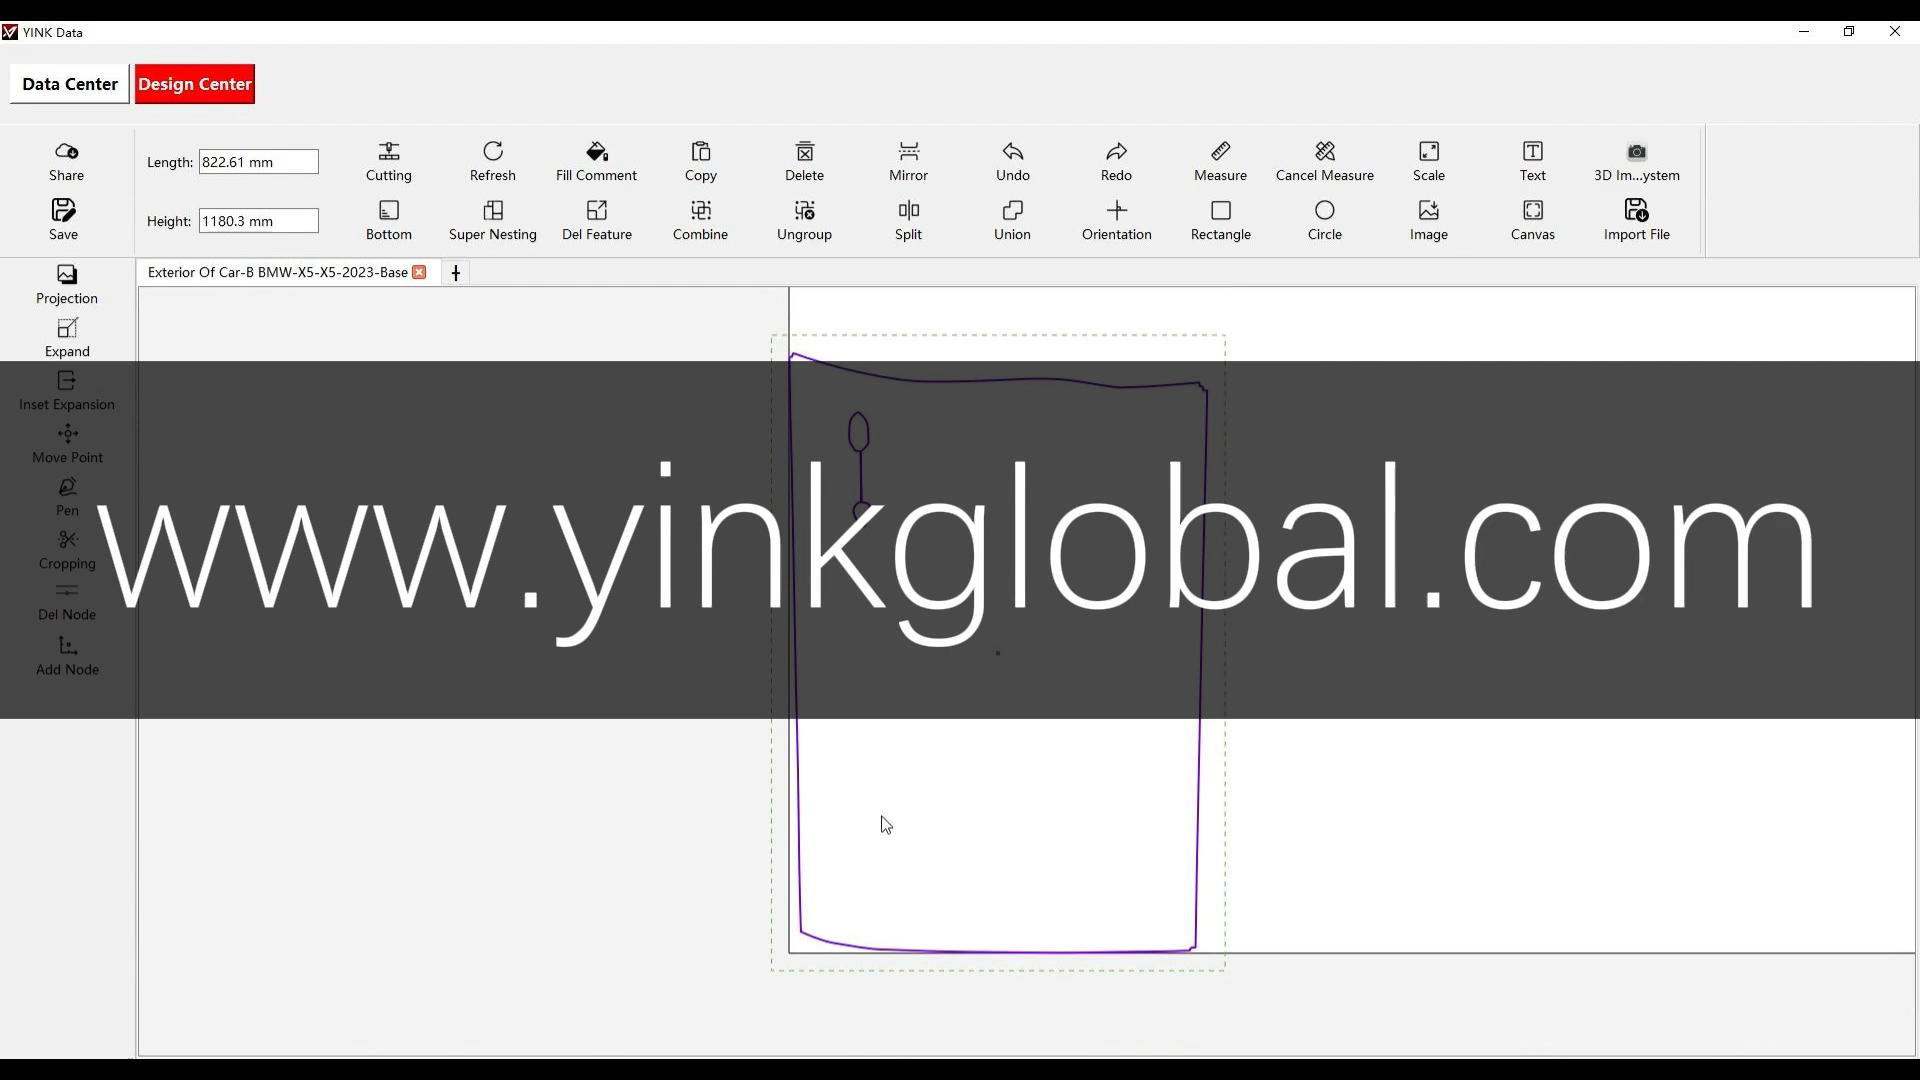 YINK Data
Data Center
Design Center
Share
Save
Length: 822.61 mm
Height: 1180.3 mm
Cutting
Refresh
Fill Comment
Copy
Delete
Mirror
Undo
Redo
Measure
Cancel Measure
Scale
Text
3D Im...ystem
Bottom
Super Nesting
Del Feature
Combine
Ungroup
Split
Union
Orientation
Rectangle
Circle
Image
Canvas
Import File
Exterior Of Car-B BMW-X5-X5-2023-Base
Projection
Expand
Inset Expansion
Move Point
Pen
Cropping
Del Node
Add Node
www.yinkglobal.com